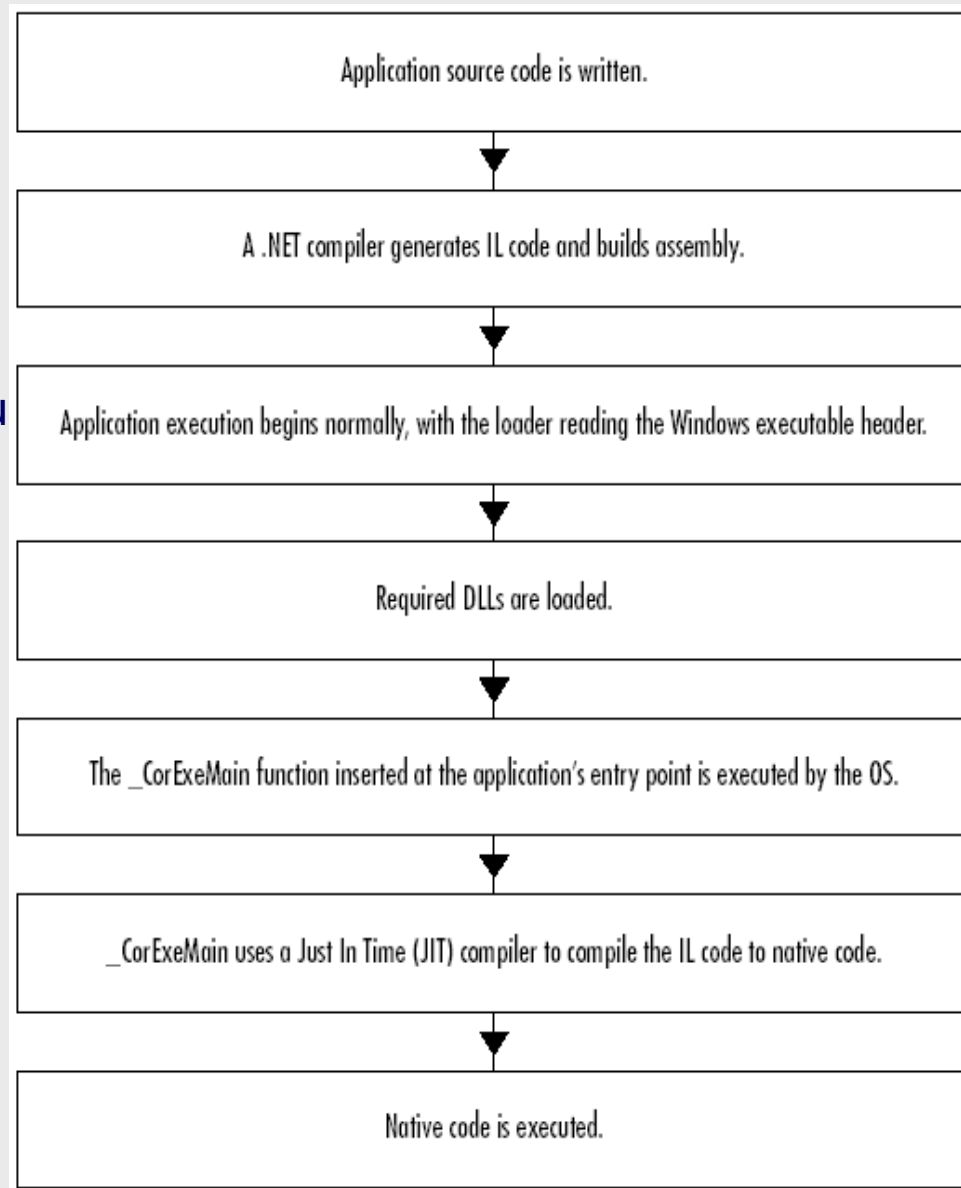 Application source code is written.
A .NET compiler generates IL code and builds assembly.
Application execution begins normally, with the loader reading the Windows executable header.
Required DLLs are loaded.
The _CorExeMain function inserted at the application's entry point is executed by the OS.
_CorExeMain uses a Just In Time (JIT) compiler to compile the IL code to native code.
Native code is executed.